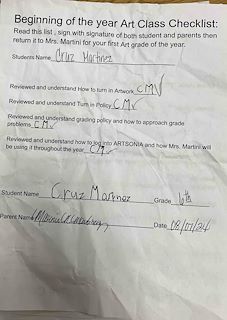 Beginning of the year Art Class Checklist:
Read this list , sign with signature of both student and parents then
return it to Mrs. Martini for your first Art grade of the year.
Students Name Cruz Martinez
Reviewed and understand How to turn in Artwork CMV
Reviewed and understand Turn in Policy CMV
Reviewed and understand grading policy and how to approach grade
problems CMV
Reviewed and understand how to log into ARTSONIA and how Mrs. Martini will
be using it throughout the year. CMV
Student Name Cruz Martinez Grade 6th
Parent Name Date 08/07/24